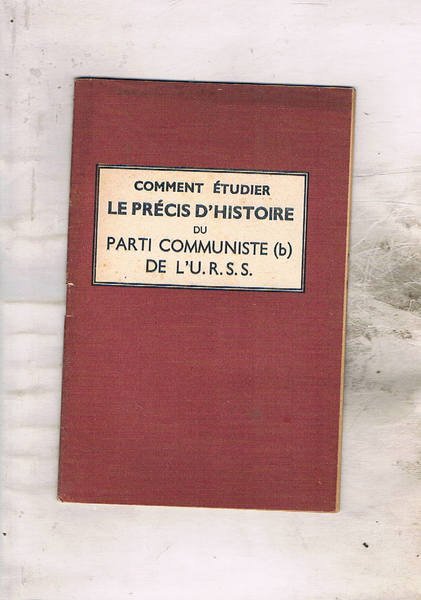 COMMENT ÉTUDIER
LE PRÉCIS D'HISTOIRE
DU
PARTI COMMUNISTE (b)
DE L'U.R.S.S.